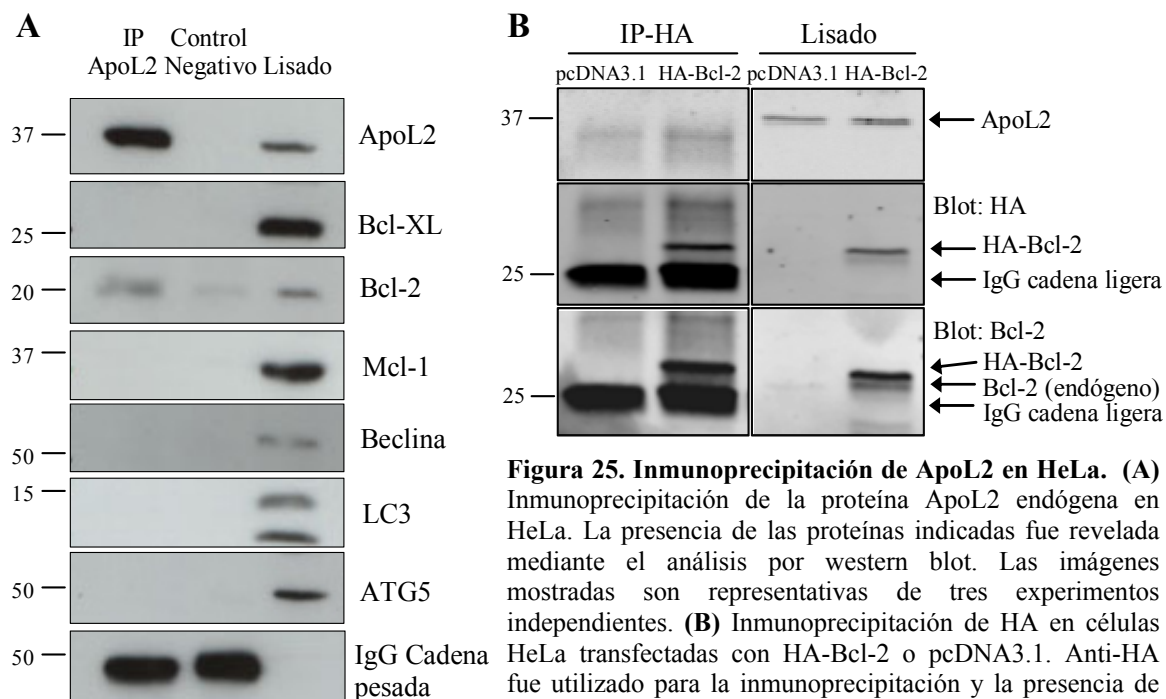 A
IP Control
ApoL2 Negativo Lisado
37
ApoL2
25
Bcl-XL
20
Bcl-2
37
Mcl-1
50
Beclina
15
LC3
50
ATG5
50
IgG Cadena
pesada
B
IP-HA Lisado
pcDNA3.1 HA-Bcl-2 pcDNA3.1 HA-Bcl-2
37
ApoL2
Blot: HA
HA-Bcl-2
25
IgG cadena ligera
Blot: Bcl-2
HA-Bcl-2
Bcl-2 (endógeno)
25
IgG cadena ligera
Figura 25. Inmunoprecipitación de ApoL2 en HeLa. (A)
Inmunoprecipitación de la proteína ApoL2 endógena en
HeLa. La presencia de las proteínas indicadas fue revelada
mediante el análisis por western blot. Las imágenes
mostradas son representativas de tres experimentos
independientes. (B) Inmunoprecipitación de HA en células
HeLa transfectadas con HA-Bcl-2 o pcDNA3.1. Anti-HA
fue utilizado para la inmunoprecipitación y la presencia de